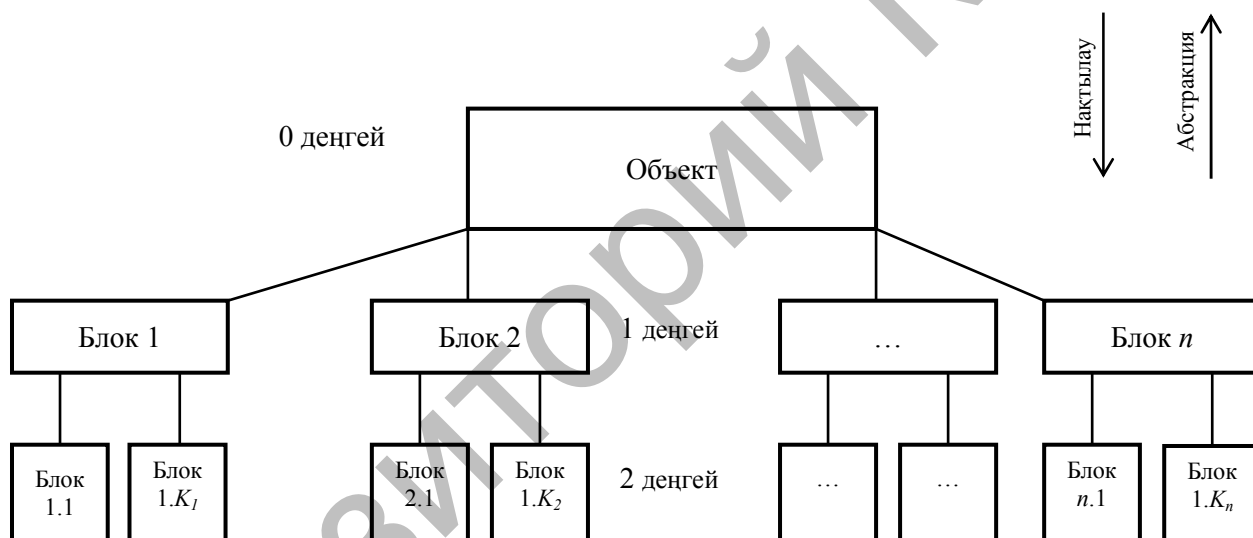 Нақтылау
Абстракция
0 деңгей
Объект
Блок 1
Блок 2
1 деңгей
…
Блок n
Блок
1.1
Блок
1.K₁
Блок
2.1
Блок
1.K₂
2 деңгей
…
…
Блок
n.1
Блок
1.Kₙ